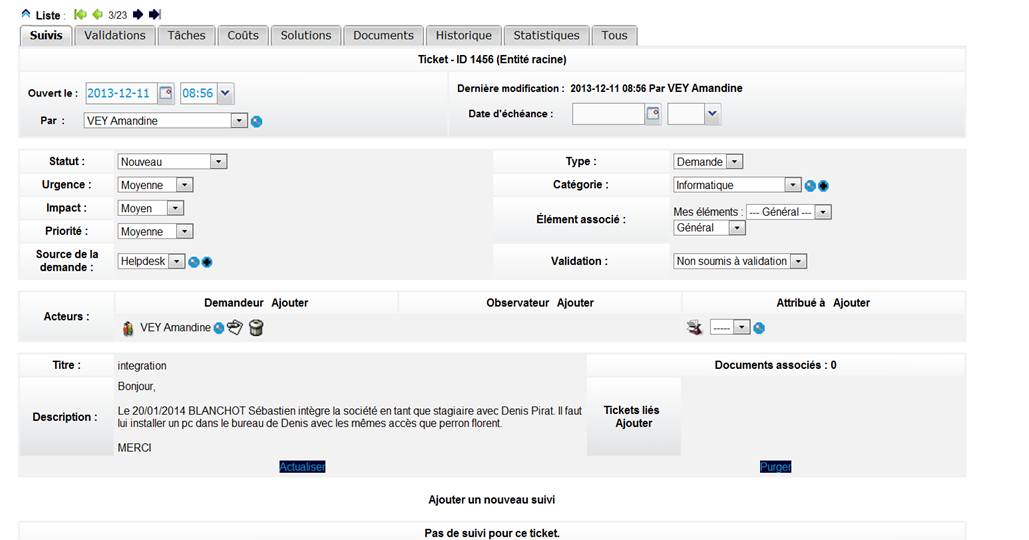 Liste : 3/23
Suivis Validations Tâches Coûts Solutions Documents Historique Statistiques Tous
Ticket - ID 1456 (Entité racine)
Ouvert le : 2013-12-11 08:56
Dernière modification : 2013-12-11 08:56 Par VEY Amandine
Par : VEY Amandine
Date d'échéance :
Statut : Nouveau
Type : Demande
Urgence : Moyenne
Catégorie : Informatique
Impact : Moyen
Élément associé : Mes éléments : --- Général ---
Général
Priorité : Moyenne
Source de la
demande : Helpdesk
Validation : Non soumis à validation
Acteurs :
Demandeur Ajouter
Observateur Ajouter
Attribué à Ajouter
VEY Amandine
-----
Titre : integration
Documents associés : 0
Description :
Bonjour,
Le 20/01/2014 BLANCHOT Sébastien intègre la société en tant que stagiaire avec Denis Pirat. Il faut
lui installer un pc dans le bureau de Denis avec les mêmes accès que perron florent.
MERCI
Tickets liés
Ajouter
Actualiser
Purger
Ajouter un nouveau suivi
Pas de suivi pour ce ticket.